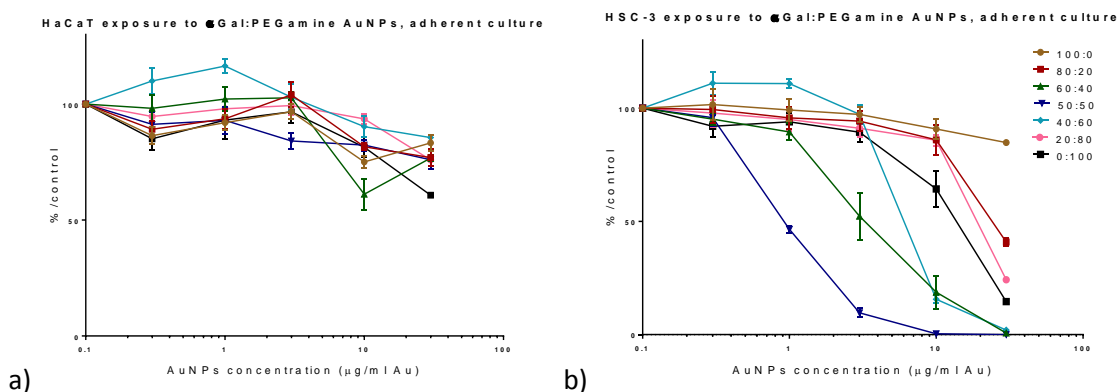 HaCaT exposure to αGal:PEGamine AuNPs, adherent culture
100
50
0
0.1
1
10
100
% /control
AuNPs concentration (µg/ml Au)
a)
HSC-3 exposure to αGal:PEGamine AuNPs, adherent culture
100
50
0
0.1
1
10
100
% /control
AuNPs concentration (µg/ml Au)
100:0
80:20
60:40
50:50
40:60
20:80
0:100
b)